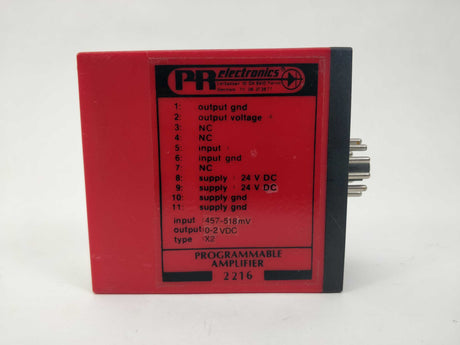 PR electronics
1: output gnd
2: output voltage
3: NC
4: NC
5: input
6: input gnd
7: NC
8: supply 24 V DC
9: supply 24 V DC
10: supply gnd
11: supply gnd
input :457-518mV
output:0-2 VDC
type :X2
PROGRAMMABLE
AMPLIFIER
2216